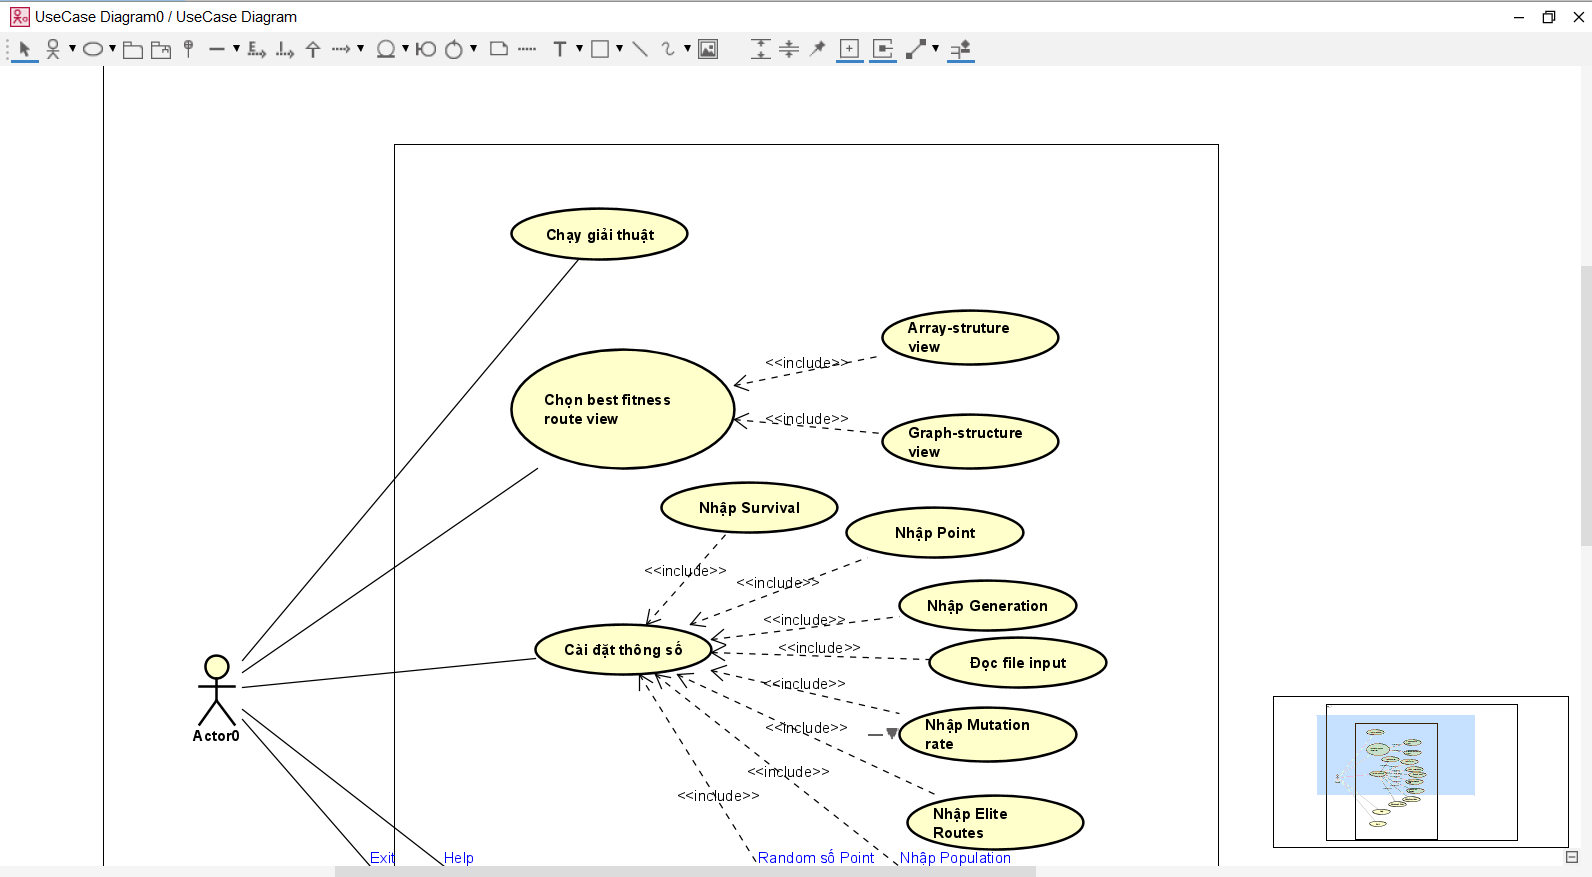 UseCase Diagram0 / UseCase Diagram
Chạy giải thuật
Array-struture
view
<<include>>
Chọn best fitness
route view
<<include>>
Graph-structure
view
Nhập Survival
Nhập Point
<<include>>
<<include>>
Nhập Generation
<<include>>
Cài đặt thông số
<<include>>
Đọc file input
<<include>>
Nhập Mutation
rate
<<include>>
Actor0
<<include>>
<<include>>
Nhập Elite
Routes
Exit
Help
Random số Point
Nhập Population